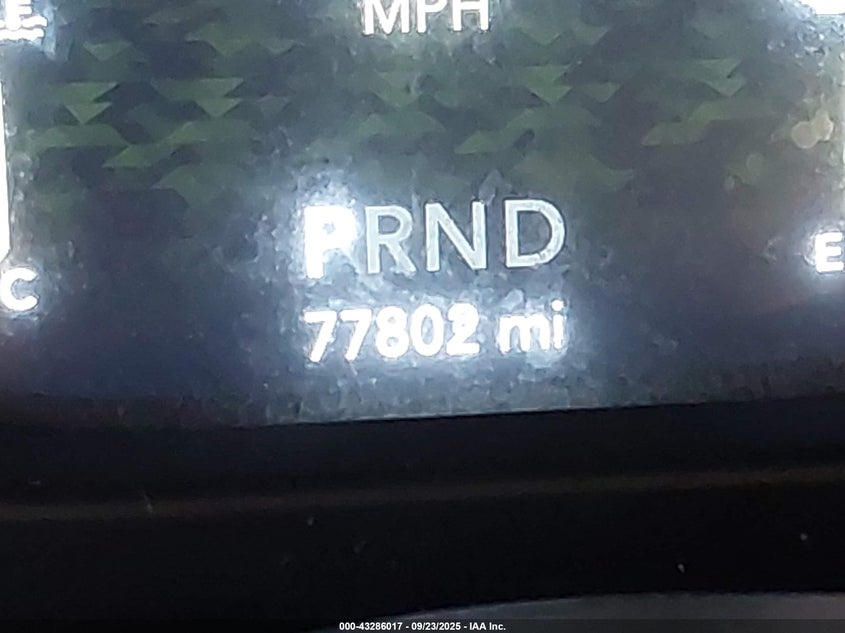 MPH
PRND
C
E
77802 mi
000-43286017 - 09/23/2025 - IAA Inc.